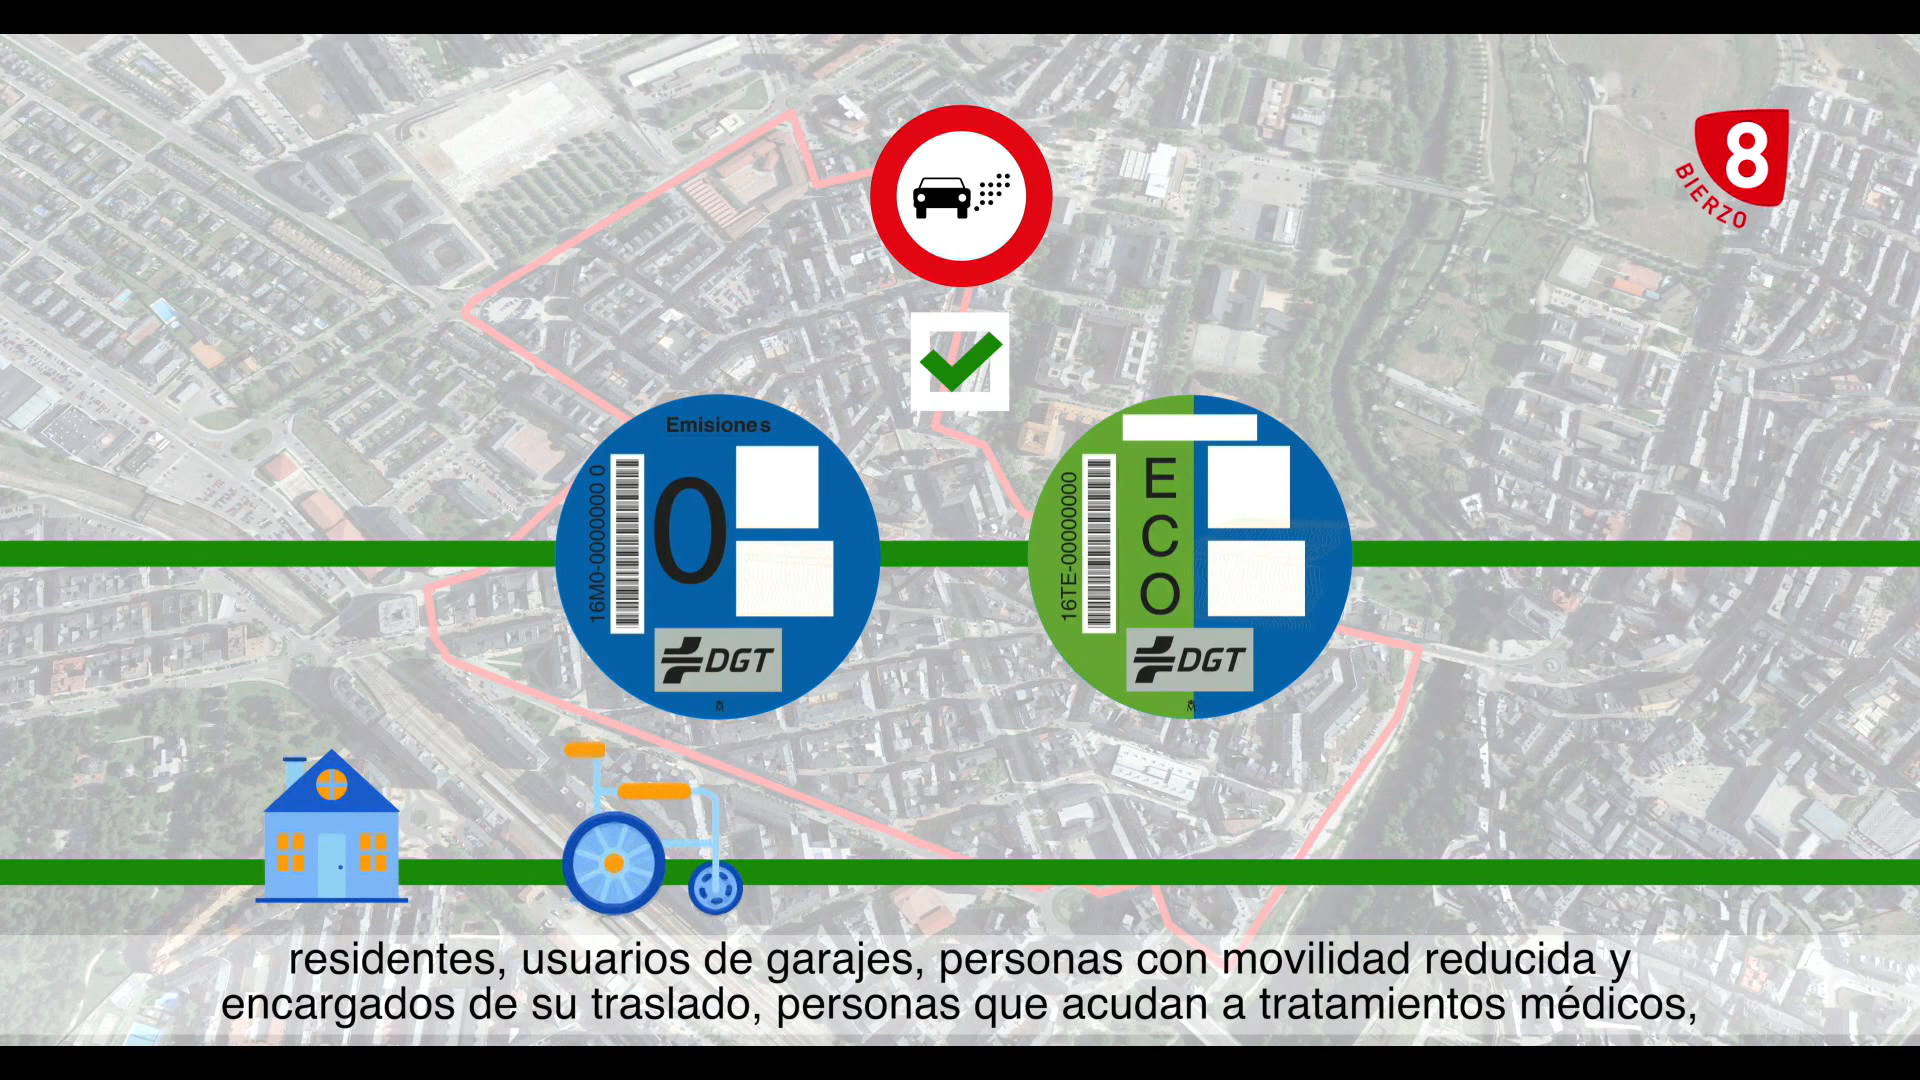 8
BIERZO
Emisiones
16M0-0000000 0
0
DGT
16TE-00000000
E
C
O
DGT
residentes, usuarios de garajes, personas con movilidad reducida y
encargados de su traslado, personas que acudan a tratamientos médicos,